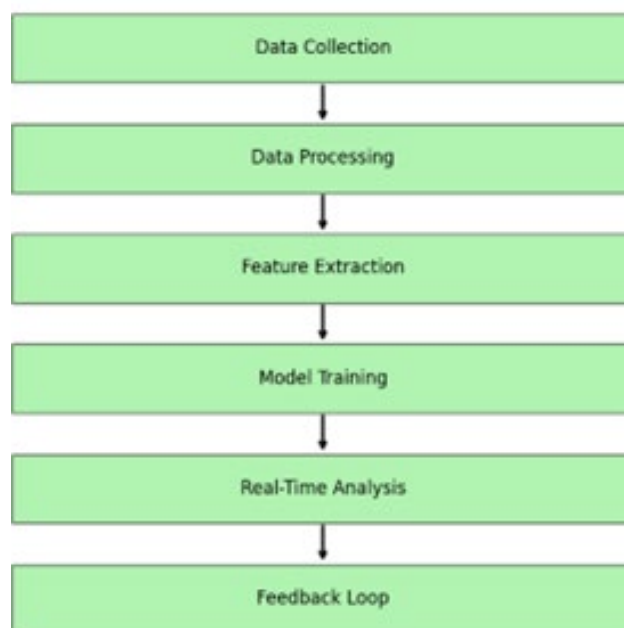 Data Collection
Data Processing
Feature Extraction
Model Training
Real-Time Analysis
Feedback Loop